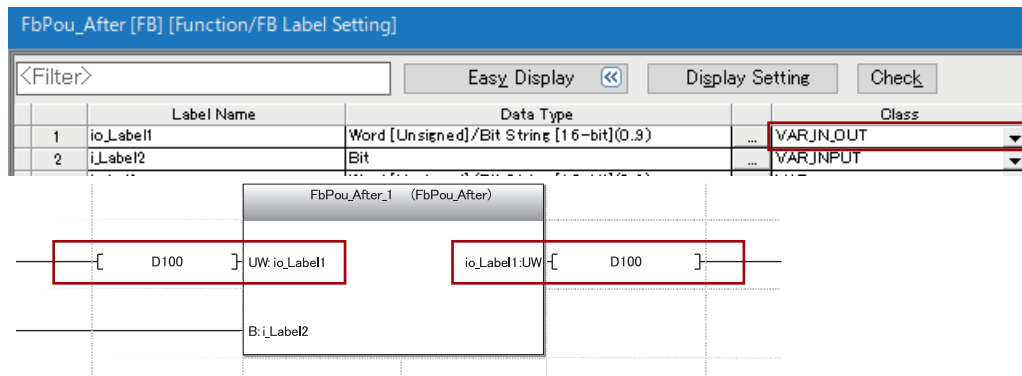 FbPou_After [FB] [Function/FB Label Setting]
<Filter> Easy Display Display Setting Check
Label Name Data Type Class
1 io_Label1 Word [Unsigned]/Bit String [16-bit](0..9) ... VAR_IN_OUT
2 i_Label2 Bit ... VAR_INPUT
FbPou_After_1 (FbPou_After)
D100 UW: io_Label1 io_Label1:UW D100
B: i_Label2